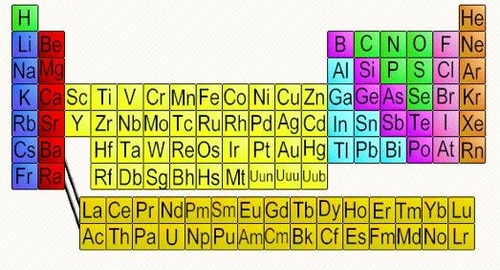 H He
Li Be B C N O F Ne
Na Mg Al Si P S Cl Ar
K Ca Sc Ti V Cr Mn Fe Co Ni Cu Zn Ga Ge As Se Br Kr
Rb Sr Y Zr Nb Mo Tc Ru Rh Pd Ag Cd In Sn Sb Te I Xe
Cs Ba Hf Ta W Re Os Ir Pt Au Hg Tl Pb Bi Po At Rn
Fr Ra Rf Db Sg Bh Hs Mt Uun Uuu Uub
La Ce Pr Nd Pm Sm Eu Gd Tb Dy Ho Er Tm Yb Lu
Ac Th Pa U Np Pu Am Cm Bk Cf Es Fm Md No Lr